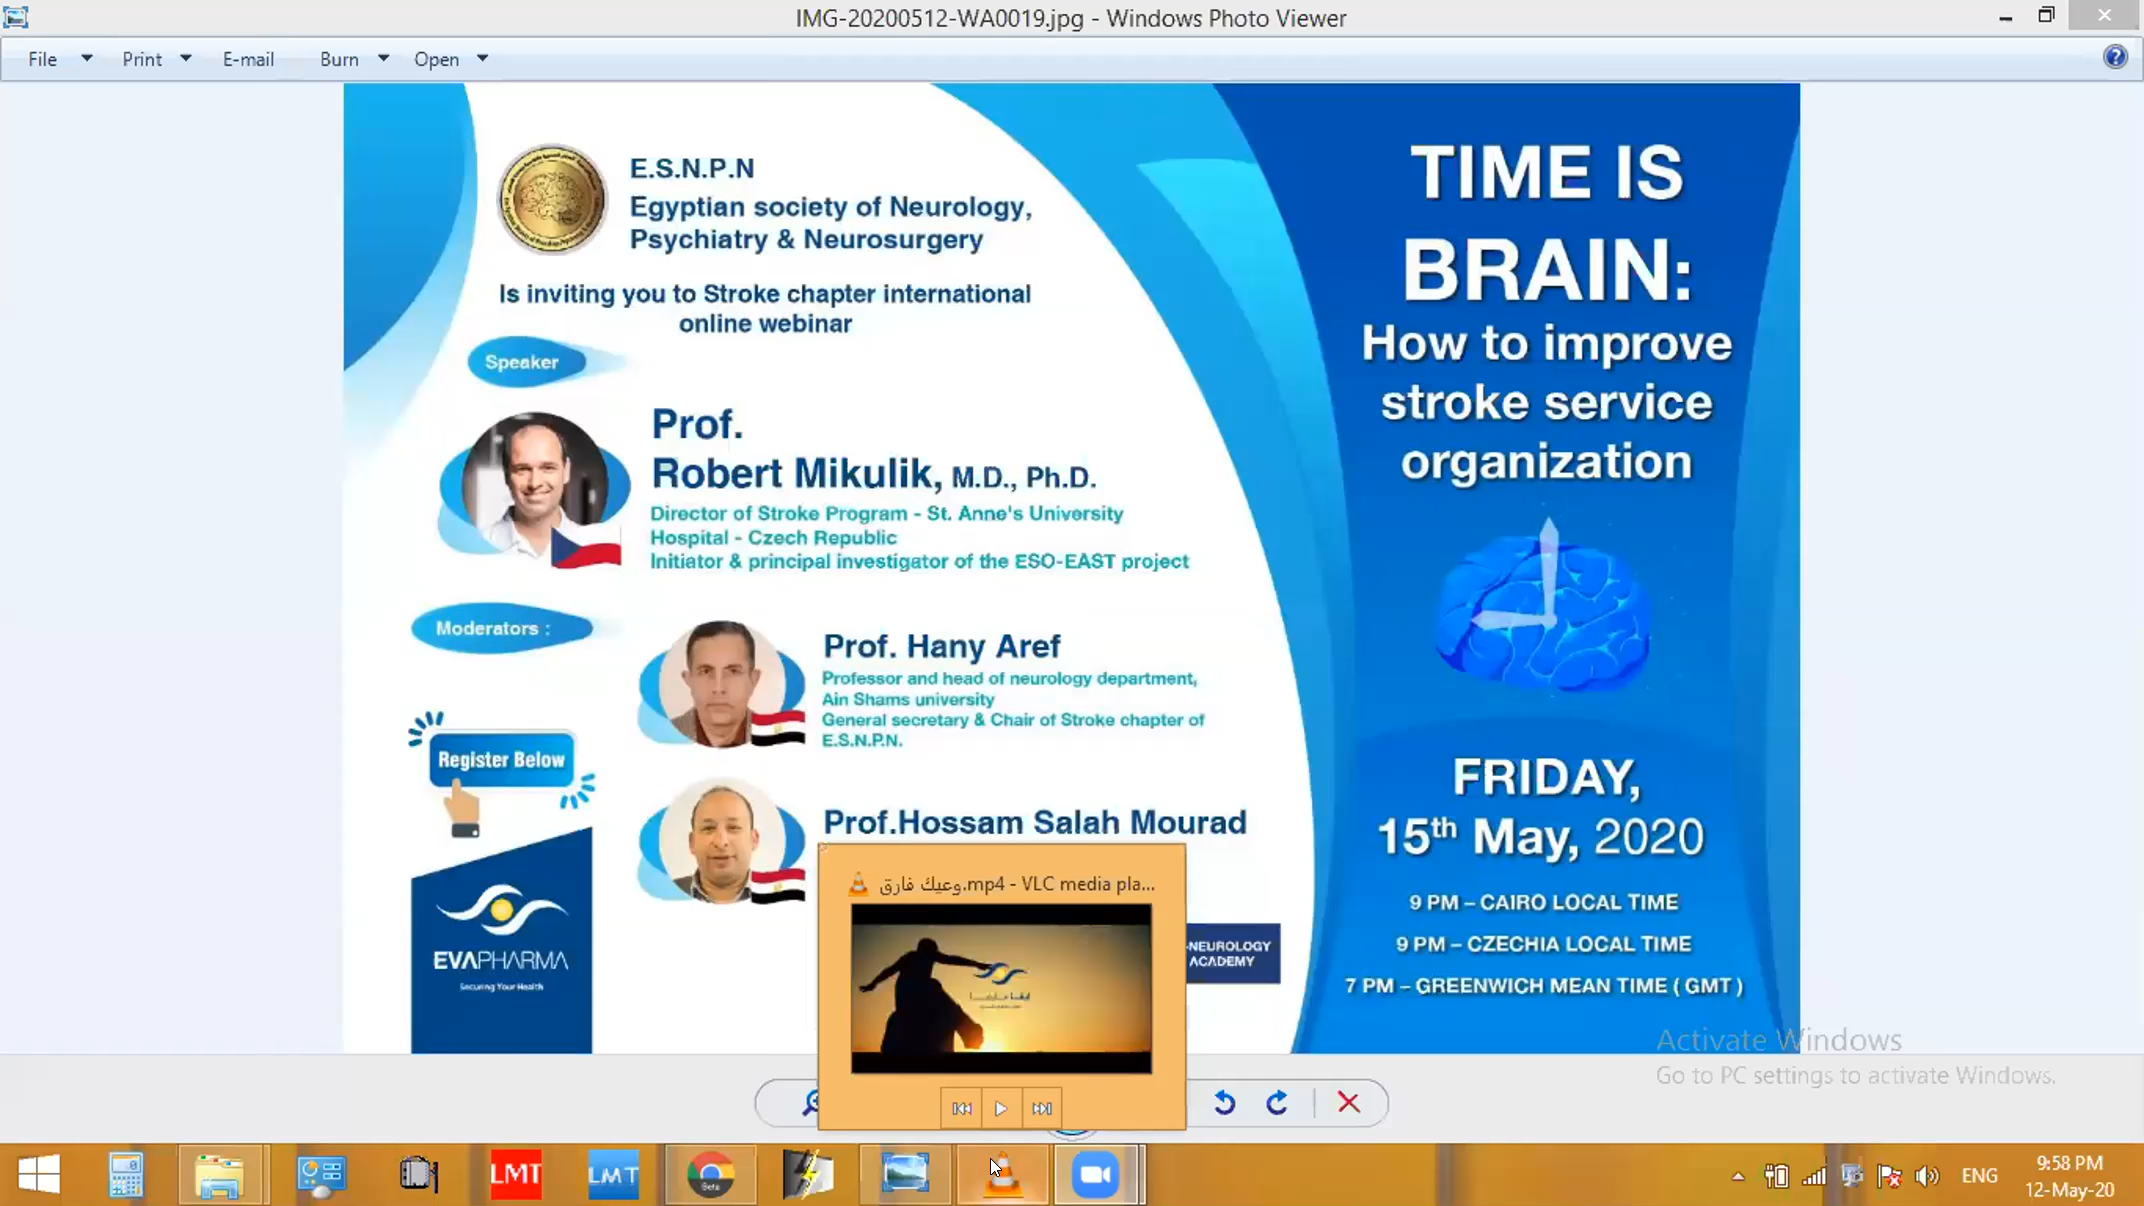 IMG-20200512-WA0019.jpg - Windows Photo Viewer
File Print E-mail Burn Open
E.S.N.P.N
Egyptian society of Neurology,
Psychiatry & Neurosurgery
Is inviting you to Stroke chapter international
online webinar
Speaker
Prof.
Robert Mikulik, M.D., Ph.D.
Director of Stroke Program - St. Anne's University
Hospital - Czech Republic
Initiator & principal investigator of the ESO-EAST project
Moderators :
Prof. Hany Aref
Professor and head of neurology department,
Ain Shams university
General secretary & Chair of Stroke chapter of
E.S.N.P.N.
Register Below
Prof.Hossam Salah Mourad
EVAPHARMA
Securing Your Health
-NEUROLOGY
ACADEMY
TIME IS
BRAIN:
How to improve
stroke service
organization
FRIDAY,
15th May, 2020
9 PM – CAIRO LOCAL TIME
9 PM – CZECHIA LOCAL TIME
7 PM – GREENWICH MEAN TIME ( GMT )
وعيك فارق.mp4 - VLC media pla...
إيفا فارما
Activate Windows
Go to PC settings to activate Windows.
LMT
LMT
Beta
ENG
9:58 PM
12-May-20